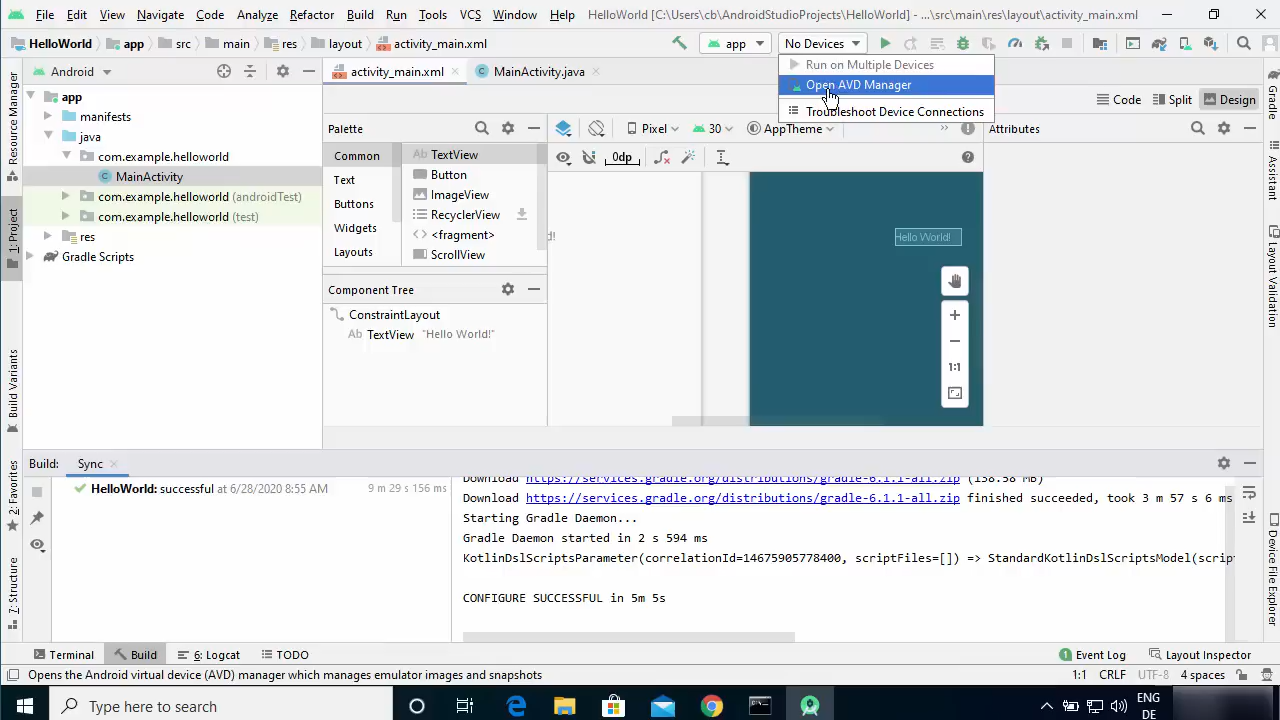 File Edit View Navigate Code Analyze Refactor Build Run Tools VCS Window Help HelloWorld [C:\Users\cb\AndroidStudioProjects\HelloWorld] - ...\src\main\res\layout\activity_main.xml
HelloWorld app src main res layout activity_main.xml app No Devices
Run on Multiple Devices
Open AVD Manager
Troubleshoot Device Connections
Android
activity_main.xml MainActivity.java
Code Split Design
app
manifests
java
com.example.helloworld
MainActivity
com.example.helloworld (androidTest)
com.example.helloworld (test)
res
Gradle Scripts
Palette
Common
Text
Buttons
Widgets
Layouts
Ab TextView
Button
ImageView
RecyclerView
<fragment>
ScrollView
Pixel 30 AppTheme »
0dp
Attributes
Hello World!
1:1
Component Tree
ConstraintLayout
Ab TextView "Hello World!"
Resource Manager
1: Project
Build Variants
2: Favorites
7: Structure
Gradle
Assistant
Layout Validation
Device File Explorer
Build: Sync
HelloWorld: successful at 6/28/2020 8:55 AM 9 m 29 s 156 ms
Download https://services.gradle.org/distributions/gradle-6.1.1-all.zip (158.58 MB)
Download https://services.gradle.org/distributions/gradle-6.1.1-all.zip finished succeeded, took 3 m 57 s 6 ms
Starting Gradle Daemon...
Gradle Daemon started in 2 s 594 ms
KotlinDslScriptsParameter(correlationId=14675905778400, scriptFiles=[]) => StandardKotlinDslScriptsModel(scrip
CONFIGURE SUCCESSFUL in 5m 5s
Terminal Build 6: Logcat TODO 1 Event Log Layout Inspector
Opens the Android virtual device (AVD) manager which manages emulator images and snapshots 1:1 CRLF UTF-8 4 spaces
Type here to search
ENG
DE